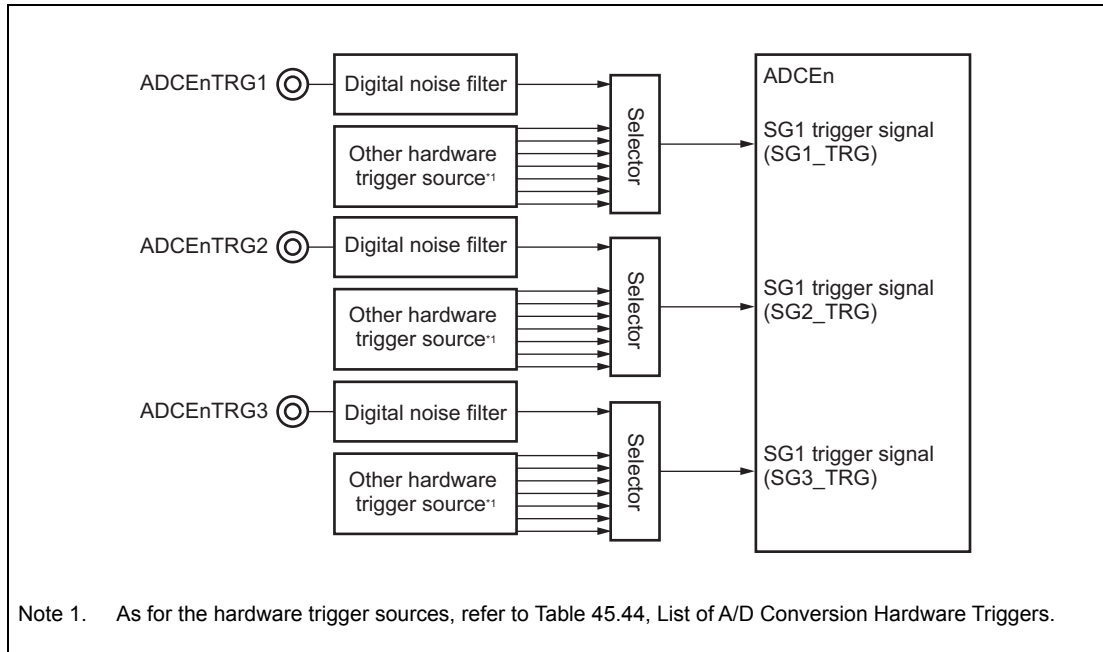 ADCEnTRG1
Digital noise filter
Other hardware
trigger source*1
Selector
ADCEn
SG1 trigger signal
(SG1_TRG)
ADCEnTRG2
Digital noise filter
Other hardware
trigger source*1
Selector
SG1 trigger signal
(SG2_TRG)
ADCEnTRG3
Digital noise filter
Other hardware
trigger source*1
Selector
SG1 trigger signal
(SG3_TRG)
Note 1. As for the hardware trigger sources, refer to Table 45.44, List of A/D Conversion Hardware Triggers.